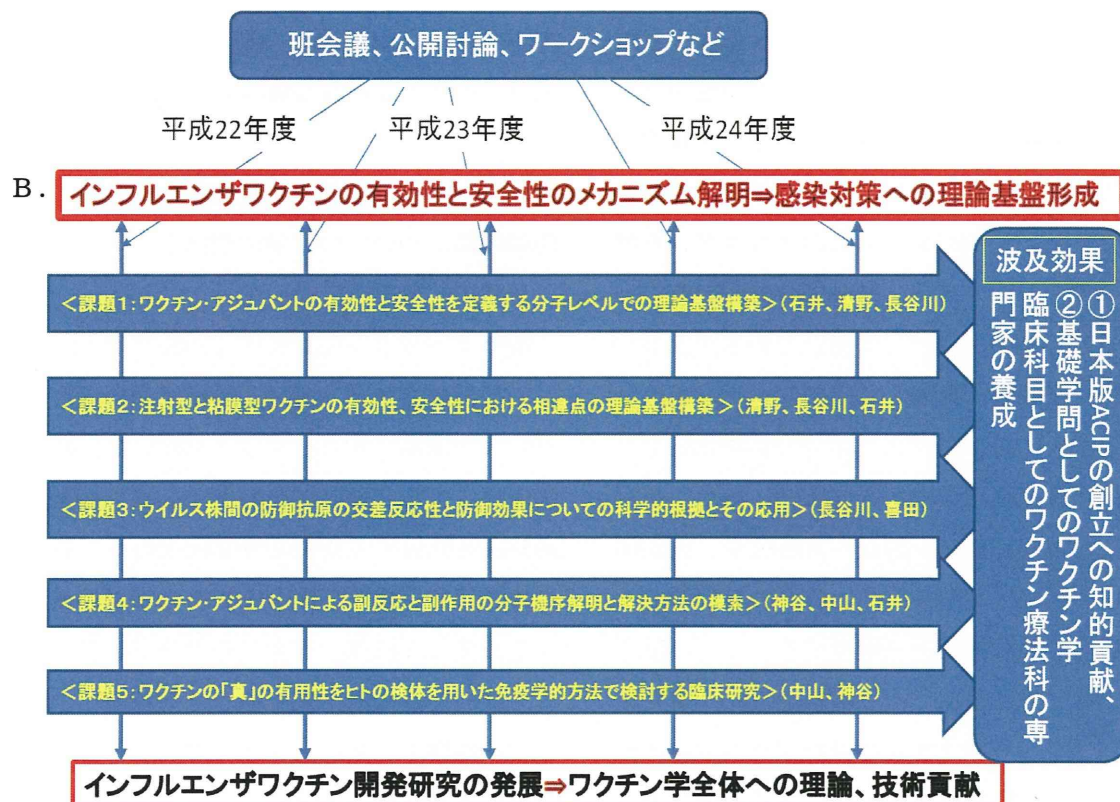 班会議、公開討論、ワークショップなど
平成22年度
平成23年度
平成24年度
B.
インフルエンザワクチンの有効性と安全性のメカニズム解明⇒感染対策への理論基盤形成
<課題1:ワクチン・アジュバントの有効性と安全性を定義する分子レベルでの理論基盤構築>(石井、清野、長谷川)
<課題2:注射型と粘膜型ワクチンの有効性、安全性における相違点の理論基盤構築>(清野、長谷川、石井)
<課題3:ウイルス株間の防御抗原の交差反応性と防御効果についての科学的根拠とその応用>(長谷川、喜田)
<課題4:ワクチン・アジュバントによる副反応と副作用の分子機序解明と解決方法の模索>(神谷、中山、石井)
<課題5:ワクチンの「真」の有用性をヒトの検体を用いた免疫学的方法で検討する臨床研究>(中山、神谷)
波及効果
①日本版ACIPの創立への知的貢献、
②基礎学問としてのワクチン学
臨床科目としてのワクチン療法科の専
門家の養成
インフルエンザワクチン開発研究の発展⇒ワクチン学全体への理論、技術貢献